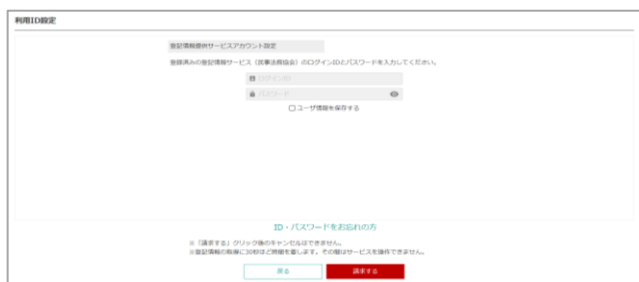 利用ID設定
登記情報提供サービスアカウント設定
登録済みの登記情報サービス（民事法務協会）のログインIDとパスワードを入力してください。
ログインID
パスワード
ユーザ情報を保存する
ID・パスワードをお忘れの方
※「請求する」クリック後のキャンセルはできません。
※登記情報の取得に30秒ほど時間を要します。その間はサービスを操作できません。
戻る
請求する